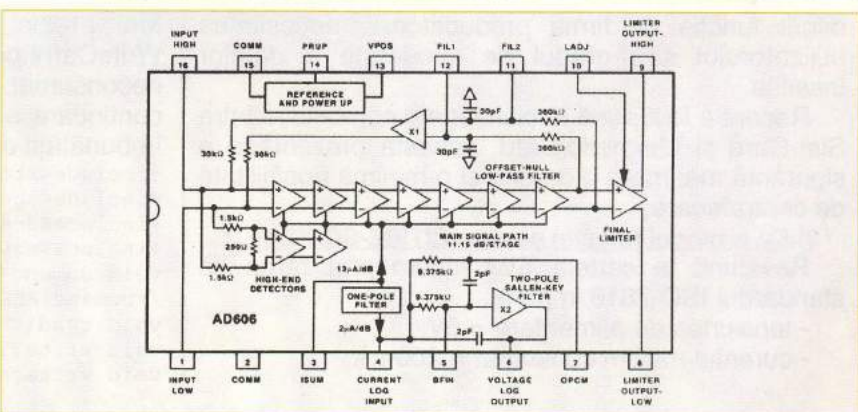 INPUT HIGH
COMM
PRUP
VPOS
FIL1
FIL2
LADJ
LIMITER OUTPUT-HIGH
16
15
14
13
12
11
10
9
REFERENCE AND POWER UP
30pF
360kΩ
X1
30pF
360kΩ
30kΩ
30kΩ
OFFSET-NULL LOW-PASS FILTER
1.5kΩ
250Ω
1.5kΩ
MAIN SIGNAL PATH
11.15 dB/STAGE
FINAL LIMITER
HIGH-END DETECTORS
ONE-POLE FILTER
2µA/dB
9.375kΩ
9.375kΩ
2pF
2pF
TWO-POLE SALLEN-KEY FILTER
X2
AD606
1
2
3
4
5
6
7
8
INPUT LOW
COMM
ISUM
CURRENT LOG INPUT
BFIN
VOLTAGE LOG OUTPUT
OPCM
LIMITER OUTPUT-LOW